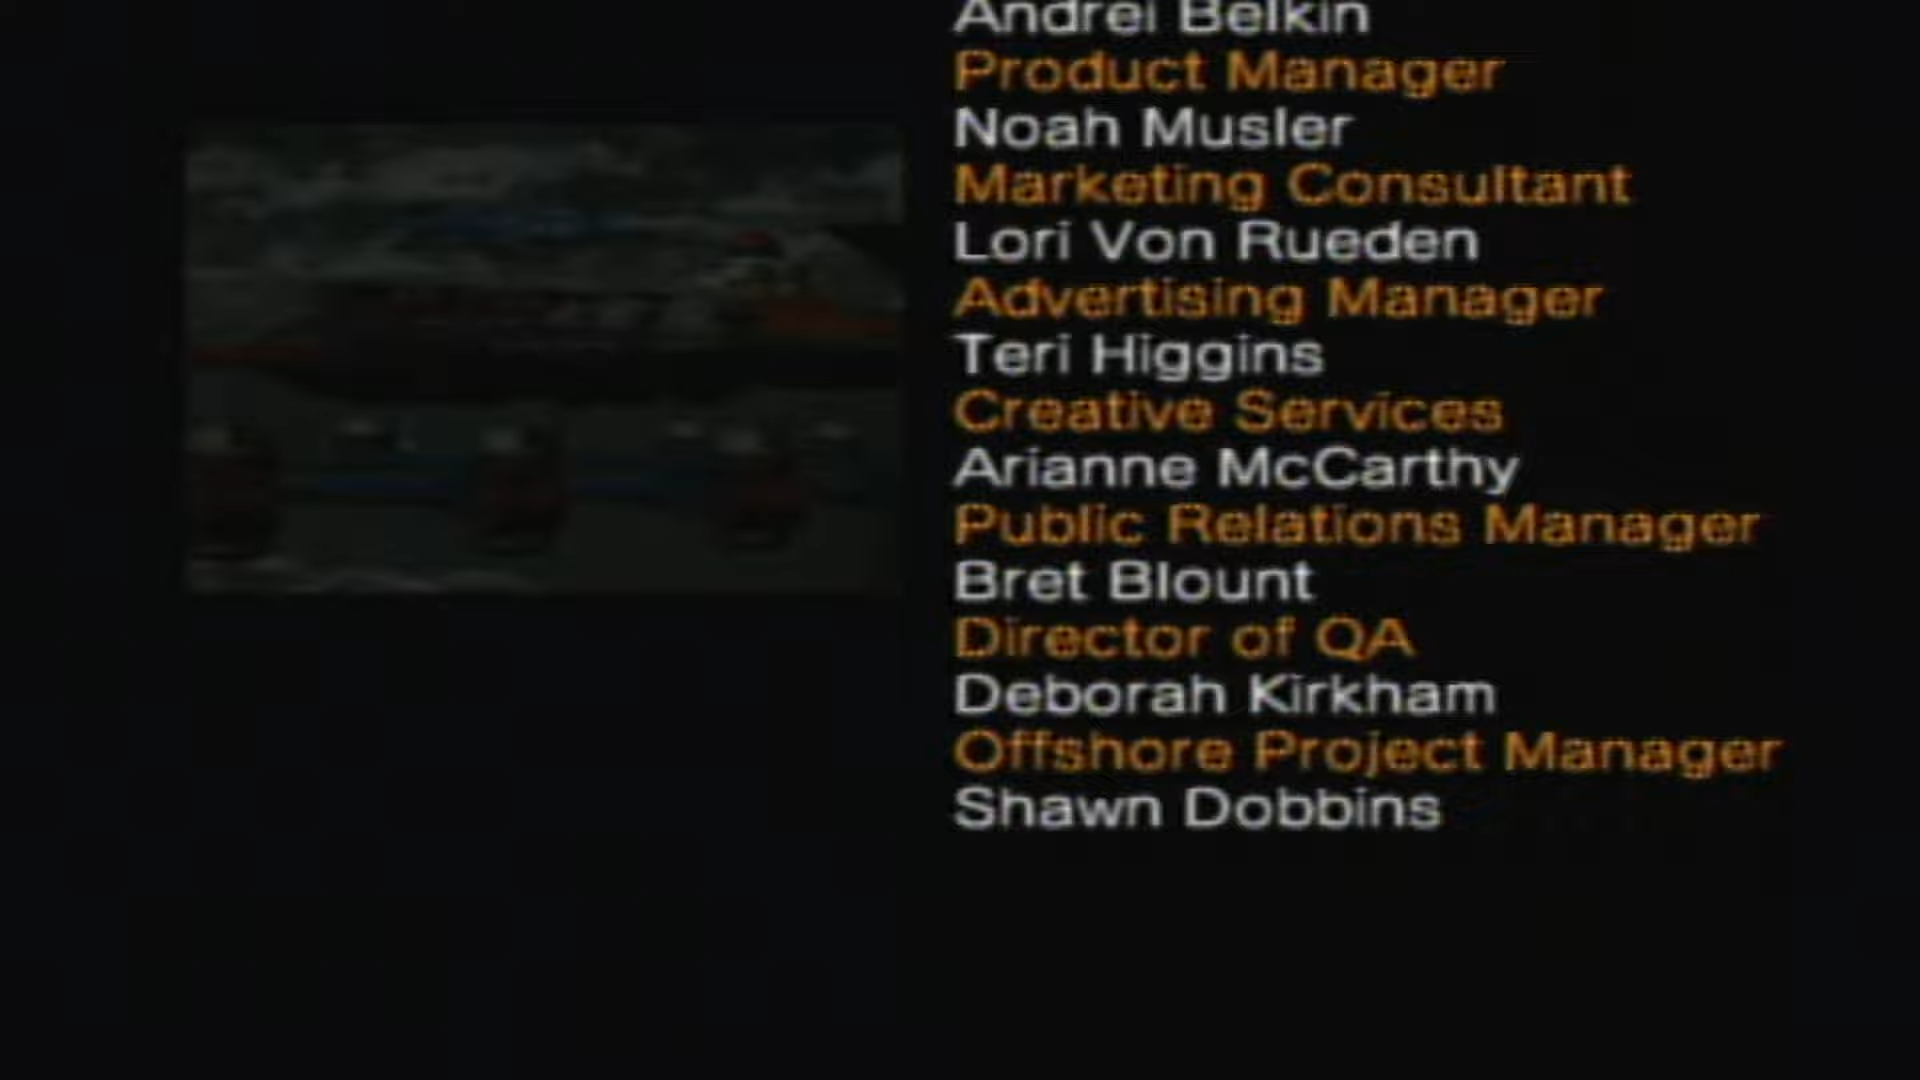 Andrei Belkin
Product Manager
Noah Musler
Marketing Consultant
Lori Von Rueden
Advertising Manager
Teri Higgins
Creative Services
Arianne McCarthy
Public Relations Manager
Bret Blount
Director of QA
Deborah Kirkham
Offshore Project Manager
Shawn Dobbins